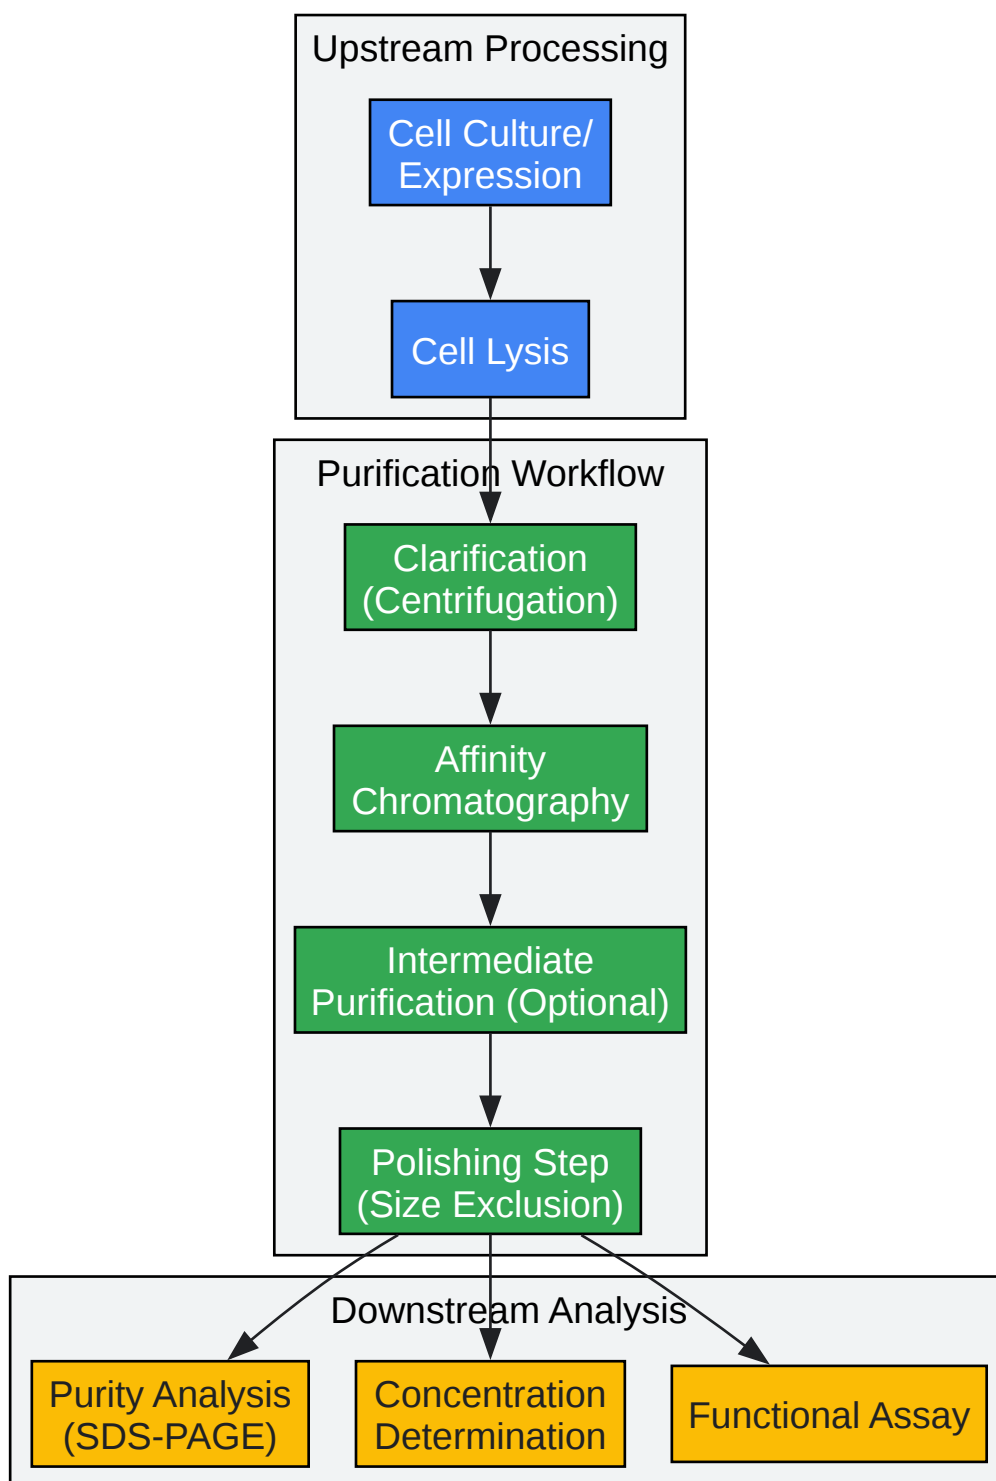 Upstream Processing
Cell Culture/
Expression
Cell Lysis
Purification Workflow
Clarification
(Centrifugation)
Affinity
Chromatography
Intermediate
Purification (Optional)
Polishing Step
(Size Exclusion)
Downstream Analysis
Purity Analysis
(SDS-PAGE)
Concentration
Determination
Functional Assay